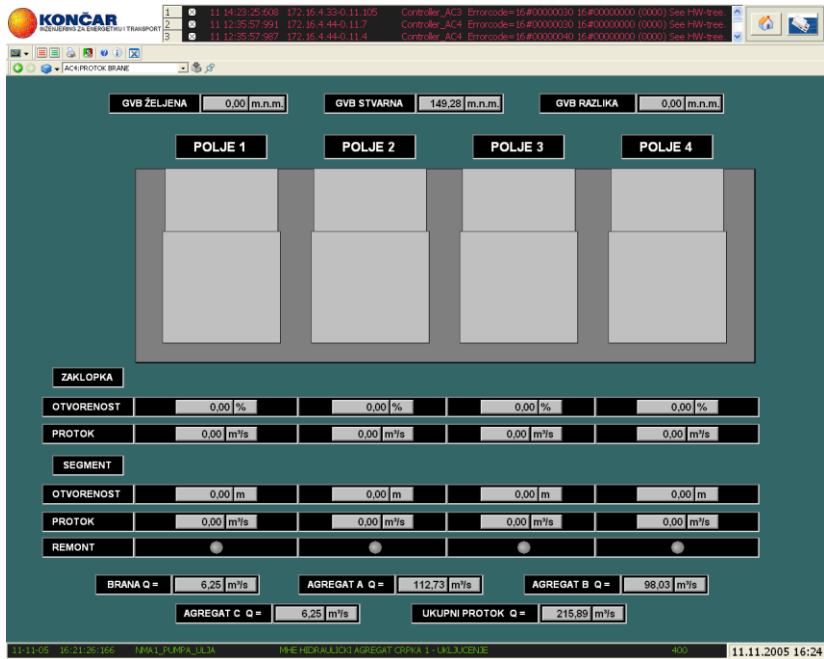 KONČAR
INŽENJERING ZA ENERGETIKU I TRANSPORT
1 11 14:23:25:608 172.16.4.33-0.11.105 Controller_AC3 Errorcode=16#00000030 16#00000000 (0000) See HW-tree.
2 11 12:35:57:991 172.16.4.44-0.11.7 Controller_AC4 Errorcode=16#00000030 16#00000000 (0000) See HW-tree.
3 11 12:35:57:987 172.16.4.44-0.11.4 Controller_AC4 Errorcode=16#00000040 16#00000000 (0000) See HW-tree.
AC4:PROTOK BRANE
GVB ŽELJENA 0,00 m.n.m. GVB STVARNA 149,28 m.n.m. GVB RAZLIKA 0,00 m.n.m.
POLJE 1 POLJE 2 POLJE 3 POLJE 4
ZAKLOPKA
OTVORENOST 0,00 % 0,00 % 0,00 % 0,00 %
PROTOK 0,00 m³/s 0,00 m³/s 0,00 m³/s 0,00 m³/s
SEGMENT
OTVORENOST 0,00 m 0,00 m 0,00 m 0,00 m
PROTOK 0,00 m³/s 0,00 m³/s 0,00 m³/s 0,00 m³/s
REMONT
BRANA Q = 6,25 m³/s AGREGAT A Q = 112,73 m³/s AGREGAT B Q = 98,03 m³/s
AGREGAT C Q = 6,25 m³/s UKUPNI PROTOK Q = 215,89 m³/s
11-11-05 16:21:26:166 NMA1_PUMPA_ULJA MHE HIDRAULICKI AGREGAT CRPKA 1 - UKLJUCENJE 400 11.11.2005 16:24